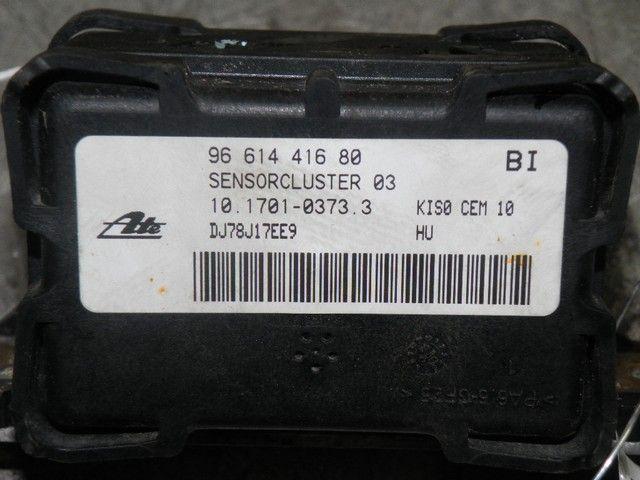 96 614 416 80 BI
SENSORCLUSTER 03
10.1701-0373.3 KIS0 CEM 10
Ate DJ78J17EE9 HU